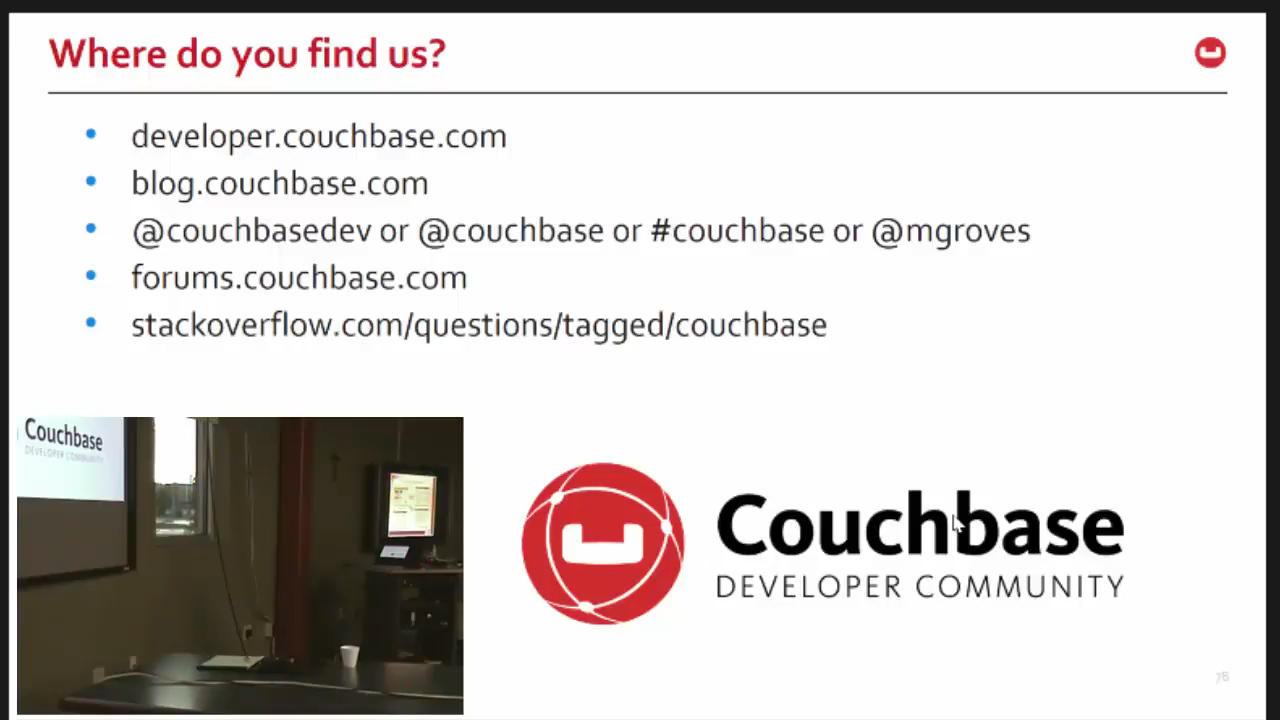 Where do you find us?
developer.couchbase.com
blog.couchbase.com
@couchbasedev or @couchbase or #couchbase or @mgroves
forums.couchbase.com
stackoverflow.com/questions/tagged/couchbase
Couchbase
DEVELOPER COMMUNITY
Couchbase
DEVELOPER COMMUNITY
78